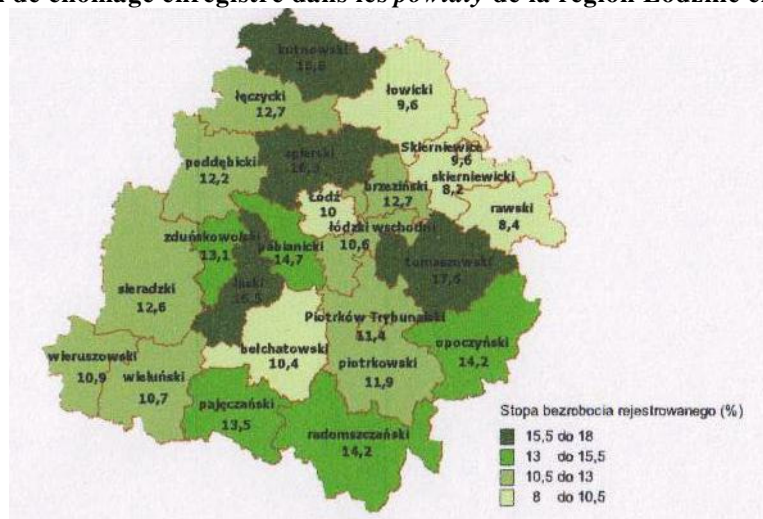 de chômage enregistré dans les powiaty de la région Łódzkie e
kutnowski
łęczycki
12,7
łowicki
9,6
Skierniewice
9,6
poddębicki
12,2
zgierski
brzeziński
12,7
skierniewicki
8,2
Łódź
10
rawski
8,4
łódzki wschodni
10,6
zduńskowolski
13,1
pabianicki
14,7
tomaszowski
17,6
łaski
16,5
sieradzki
12,6
Piotrków Trybunalski
11,4
opoczyński
14,2
bełchatowski
10,4
piotrkowski
11,9
wieruszowski
10,9
wieluński
10,7
pajęczański
13,5
radomszczański
14,2
Stopa bezrobocia rejestrowanego (%)
15,5 do 18
13 do 15,5
10,5 do 13
8 do 10,5